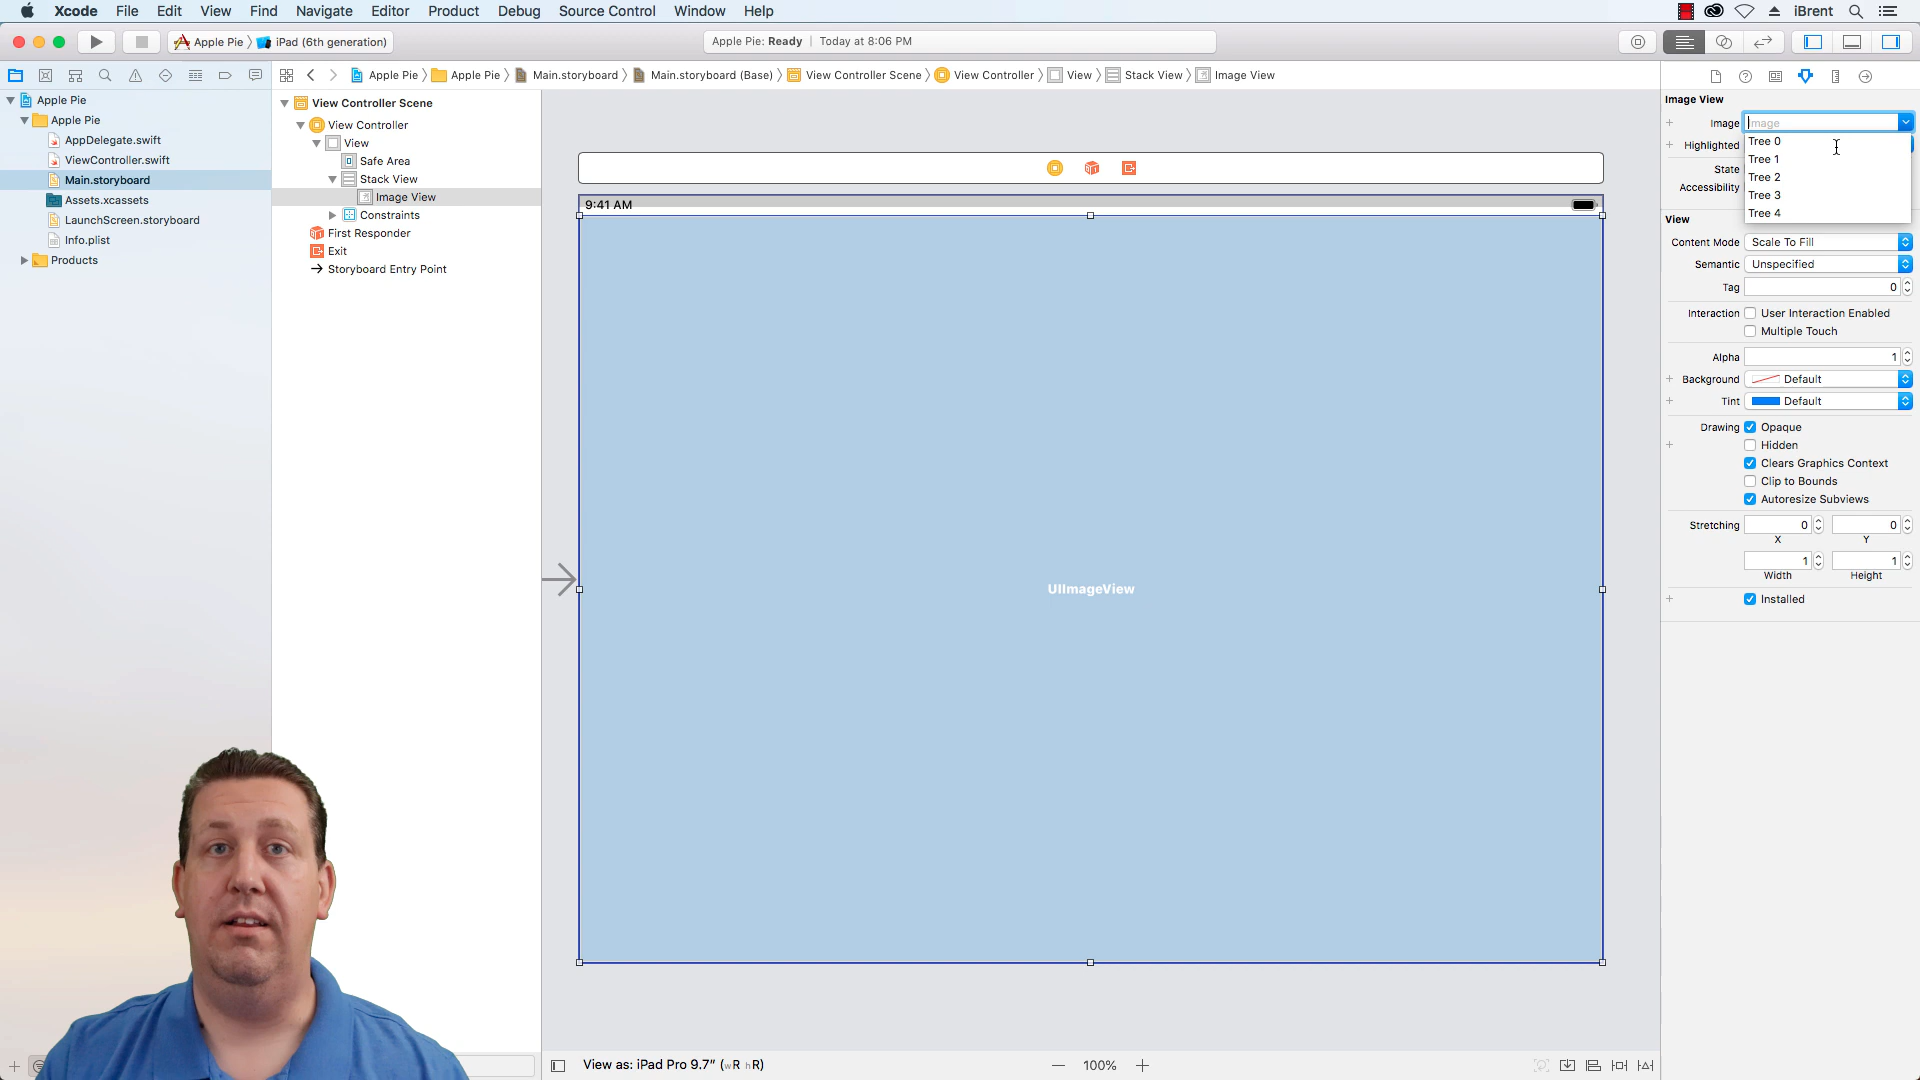 Xcode File Edit View Find Navigate Editor Product Debug Source Control Window Help iBrent
Apple Pie iPad (6th generation) Apple Pie: Ready Today at 8:06 PM
Apple Pie Apple Pie Main.storyboard Main.storyboard (Base) View Controller Scene View Controller View Stack View Image View
Apple Pie
Apple Pie
AppDelegate.swift
ViewController.swift
Main.storyboard
Assets.xcassets
LaunchScreen.storyboard
Info.plist
Products
View Controller Scene
View Controller
View
Safe Area
Stack View
Image View
Constraints
First Responder
Exit
Storyboard Entry Point
9:41 AM
UIImageView
View as: iPad Pro 9.7" (wR hR)
100%
Image View
Image Image
Highlighted
State
Accessibility
Tree 0
Tree 1
Tree 2
Tree 3
Tree 4
View
Content Mode Scale To Fill
Semantic Unspecified
Tag 0
Interaction User Interaction Enabled
Multiple Touch
Alpha 1
Background Default
Tint Default
Drawing Opaque
Hidden
Clears Graphics Context
Clip to Bounds
Autoresize Subviews
Stretching 0 0
X Y
1 1
Width Height
Installed